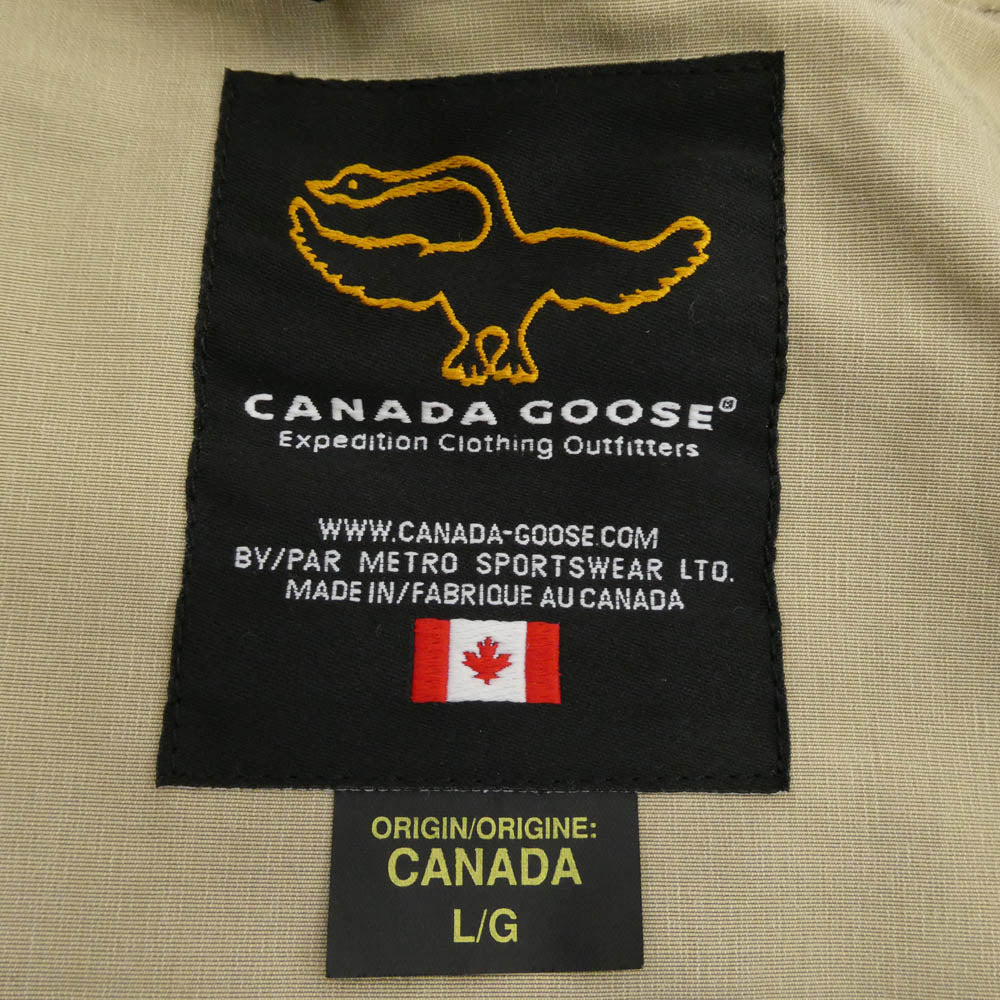 CANADA GOOSE®
Expedition Clothing Outfitters
WWW.CANADA-GOOSE.COM
BY/PAR METRO SPORTSWEAR LTD.
MADE IN/FABRIQUE AU CANADA
ORIGIN/ORIGINE:
CANADA
L/G